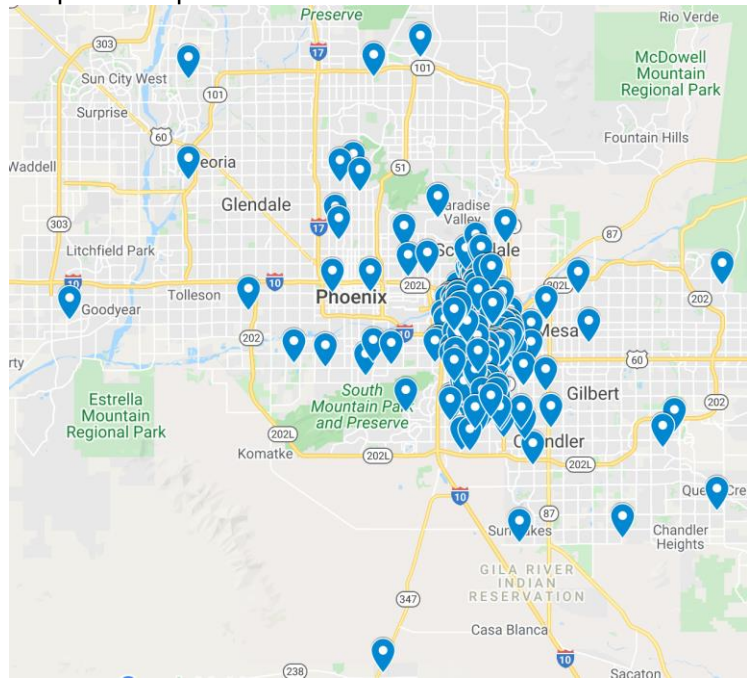 Preserve
Rio Verde
303
17
101
McDowell
Mountain
Regional Park
Sun City West
101
Surprise
60
51
Fountain Hills
Waddell
eoria
Glendale
aradise
Valley
303
17
87
Litchfield Park
10
Tolleson
10
Phoenix
202L
202
Goodyear
202
10
Mesa
60
Estrella
Mountain
Regional Park
South
Mountain Park
and Preserve
Gilbert
202
202L
Komatke
202L
202L
10
87
Chandler
Heights
GILA RIVER
INDIAN
RESERVATION
347
Casa Blanca
10
238
Sacaton